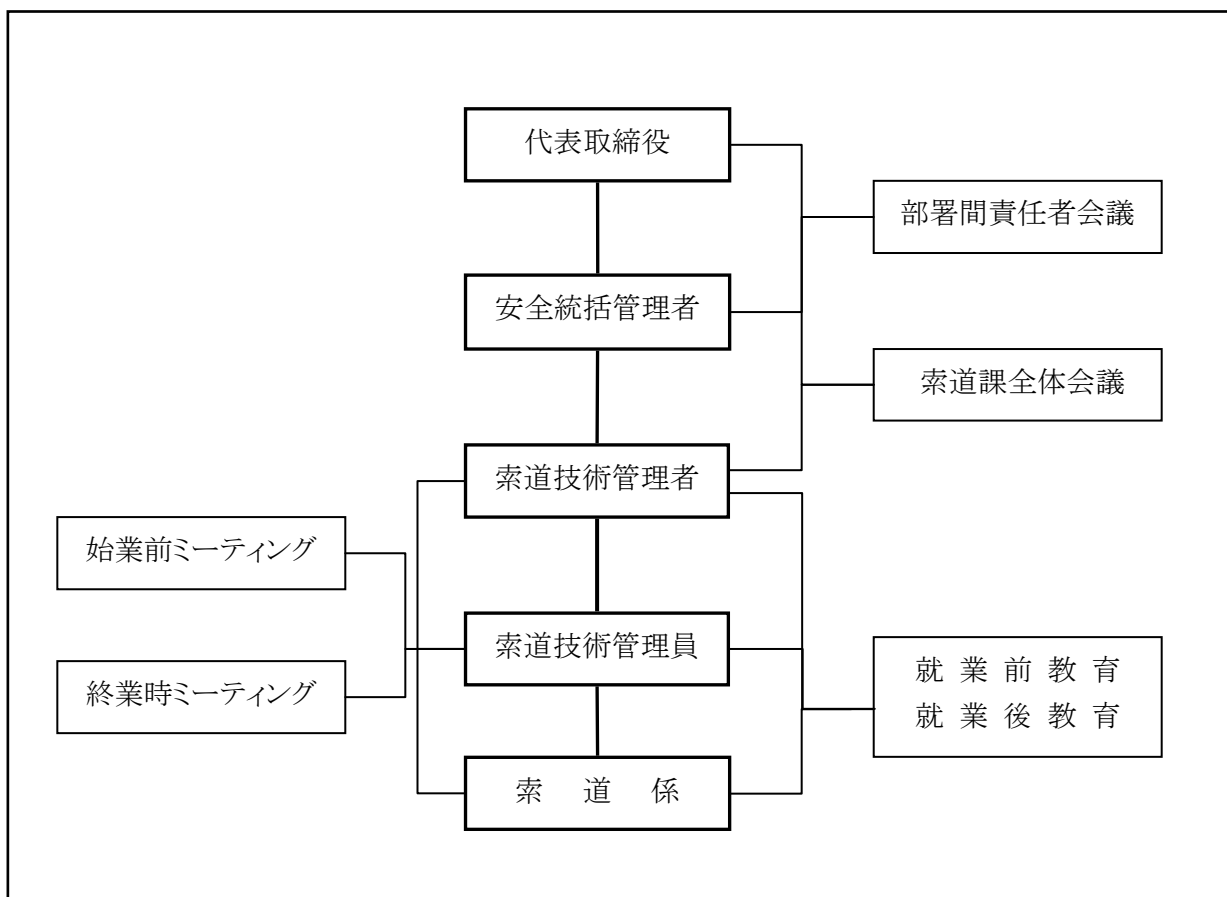 代表取締役
部署間責任者会議
安全統括管理者
索道課全体会議
索道技術管理者
始業前ミーティング
索道技術管理員
終業時ミーティング
就 業 前 教 育
就 業 後 教 育
索 道 係